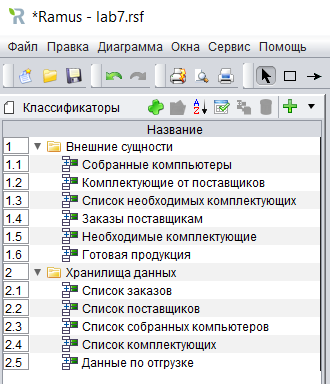 *Ramus - lab7.rsf
Файл Правка Диаграмма Окна Сервис Помощь
Классификаторы
Название
1 Внешние сущности
1.1 Собранные комппьютеры
1.2 Комплектующие от поставщиков
1.3 Список необходимых комплектующих
1.4 Заказы поставщикам
1.5 Необходимые комплектующие
1.6 Готовая продукция
2 Хранилища данных
2.1 Список заказов
2.2 Список поставщиков
2.3 Список собранных компьютеров
2.4 Список комплектующих
2.5 Данные по отгрузке